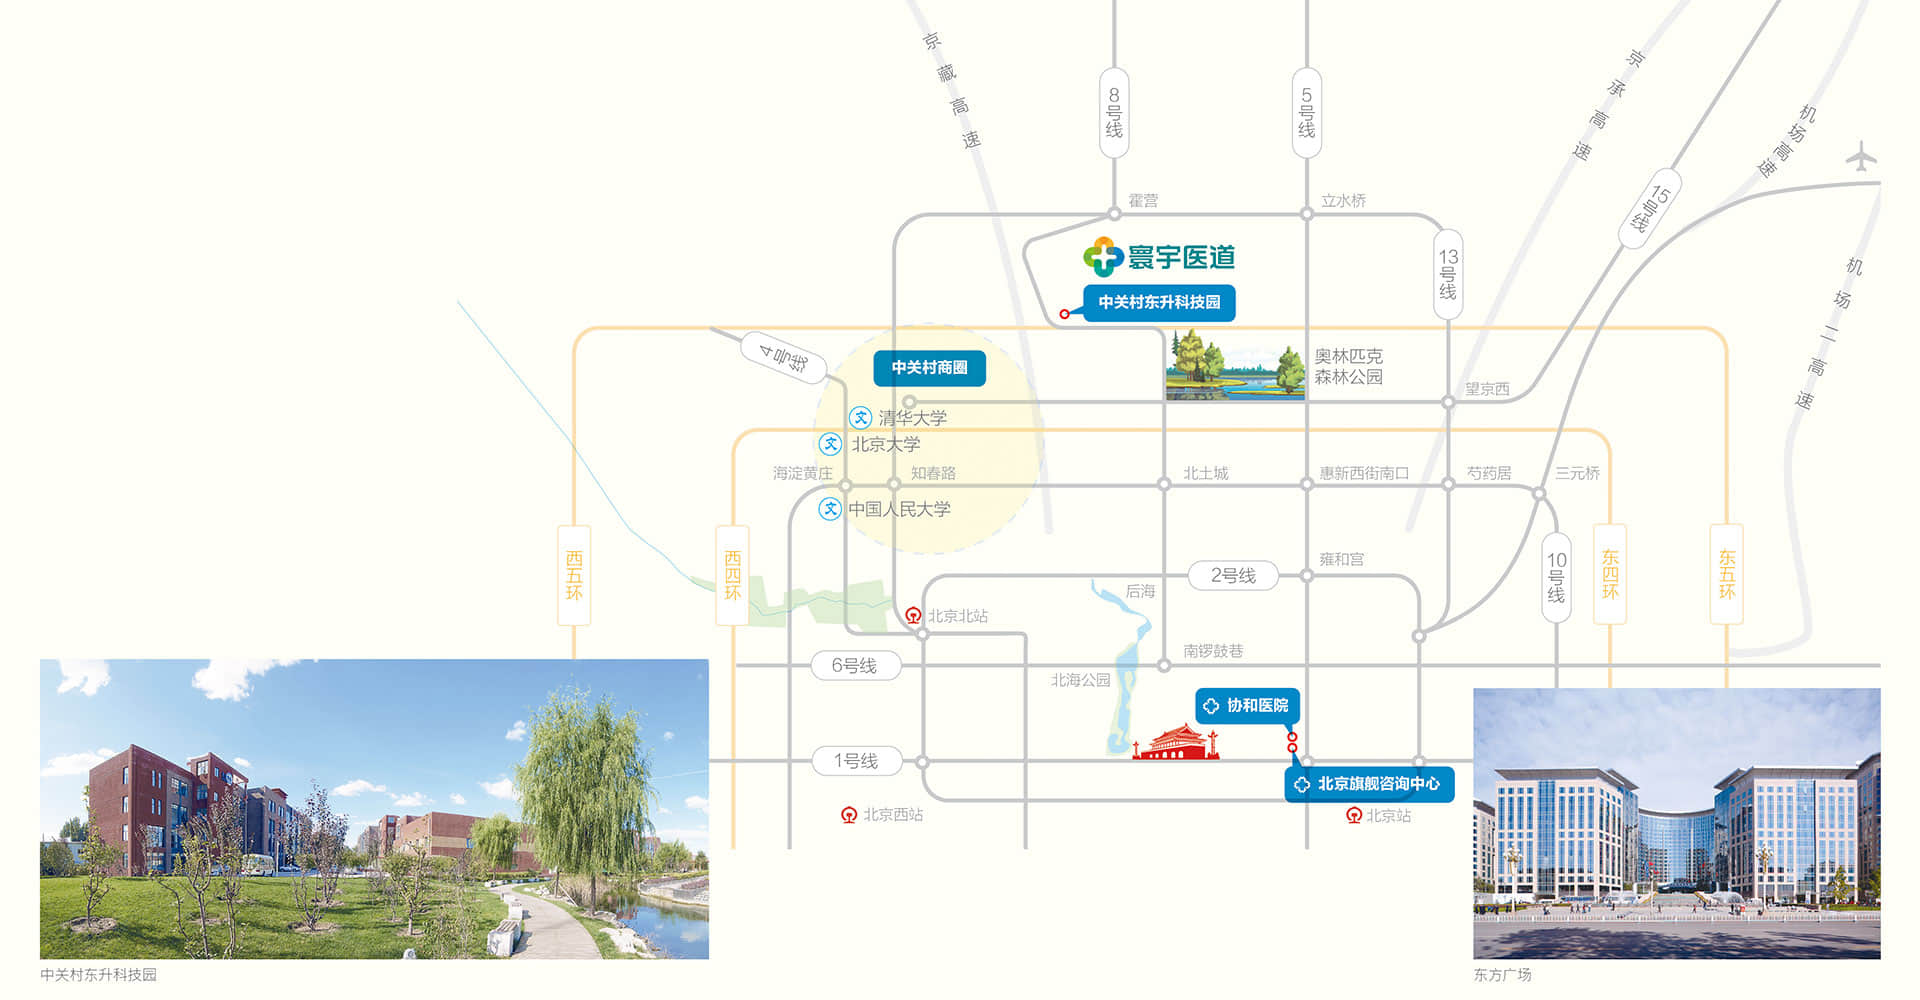 京藏高速
8号线
5号线
京承高速
机场高速
15号线
霍营
立水桥
13号线
寰宇医道
中关村东升科技园
机场二高速
4号线
中关村商圈
奥林匹克
森林公园
望京西
清华大学
北京大学
海淀黄庄
知春路
北土城
惠新西街南口
芍药居
三元桥
中国人民大学
西五环
西四环
2号线
雍和宫
10号线
东四环
东五环
后海
北京北站
南锣鼓巷
6号线
北海公园
协和医院
1号线
北京旗舰咨询中心
北京西站
北京站
中关村东升科技园
东方广场
文
文
文